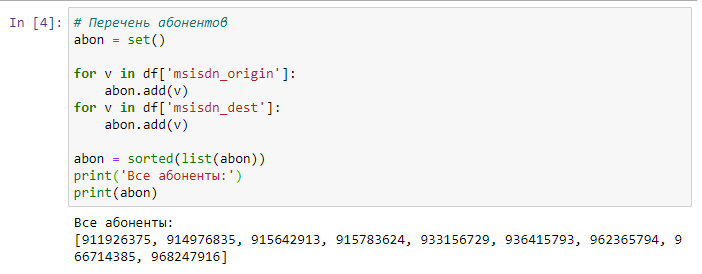 In [4]:
# Перечень абонентов
abon = set()
for v in df['msisdn_origin']:
    abon.add(v)
for v in df['msisdn_dest']:
    abon.add(v)
abon = sorted(list(abon))
print('Все абоненты:')
print(abon)
Все абоненты:
[911926375, 914976835, 915642913, 915783624, 933156729, 936415793, 962365794, 9
66714385, 968247916]